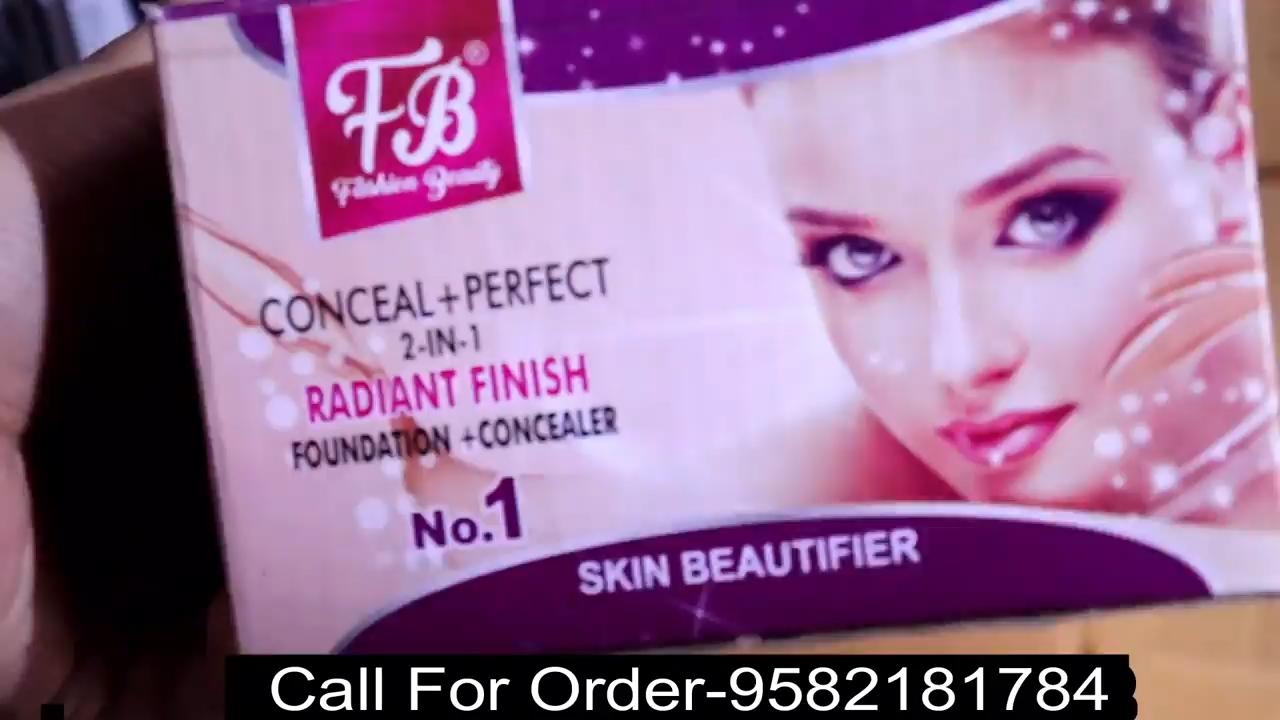 FB®
Fashion Beauty
CONCEAL+PERFECT
2-IN-1
RADIANT FINISH
FOUNDATION +CONCEALER
No.1
SKIN BEAUTIFIER
Call For Order-9582181784